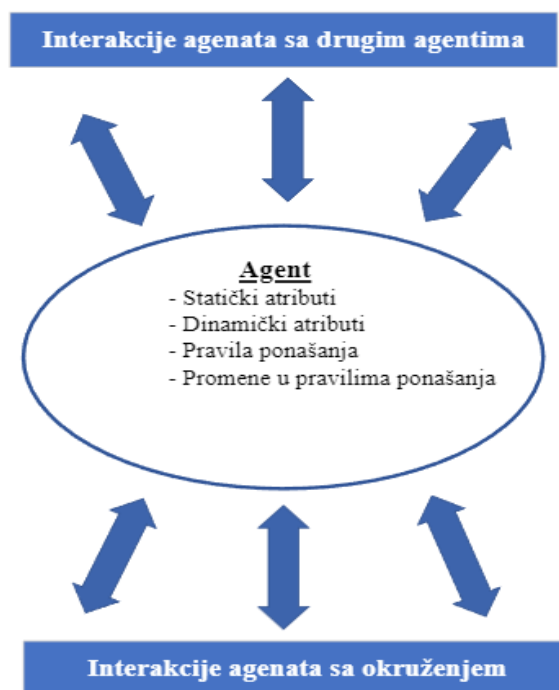 Interakcije agenata sa drugim agentima
Agent
- Statički atributi
- Dinamički atributi
- Pravila ponašanja
- Promene u pravilima ponašanja
Interakcije agenata sa okruženjem